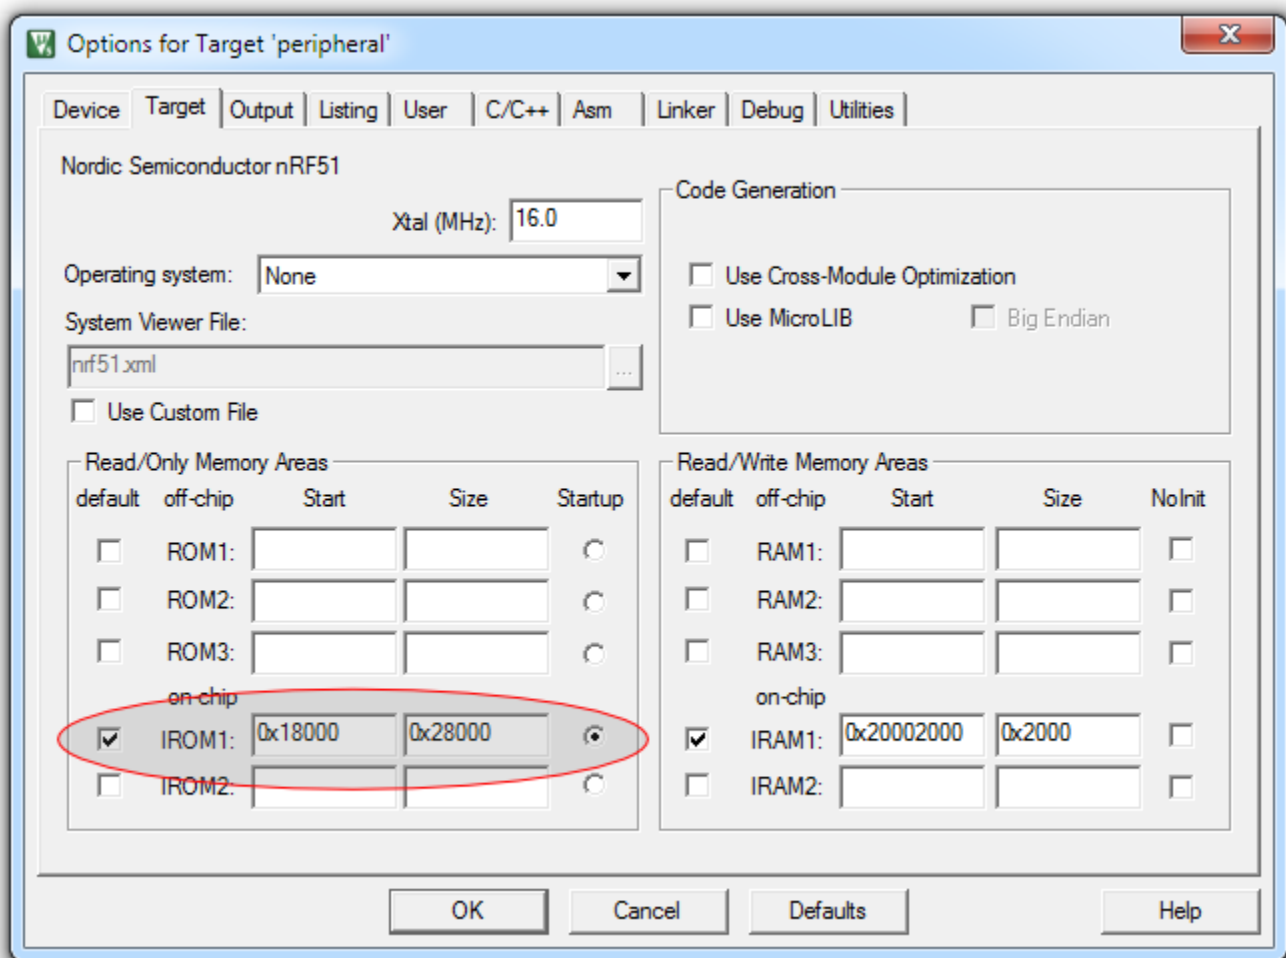 Options for Target 'peripheral'
Device Target Output Listing User C/C++ Asm Linker Debug Utilities
Nordic Semiconductor nRF51
Xtal (MHz): 16.0
Operating system: None
System Viewer File:
nrf51.xml ...
Use Custom File
Code Generation
Use Cross-Module Optimization
Use MicroLIB Big Endian
Read/Only Memory Areas
default off-chip Start Size Startup
ROM1:
ROM2:
ROM3:
on-chip
IROM1: 0x18000 0x28000
IROM2:
Read/Write Memory Areas
default off-chip Start Size NoInit
RAM1:
RAM2:
RAM3:
on-chip
IRAM1: 0x20002000 0x2000
IRAM2:
OK Cancel Defaults Help